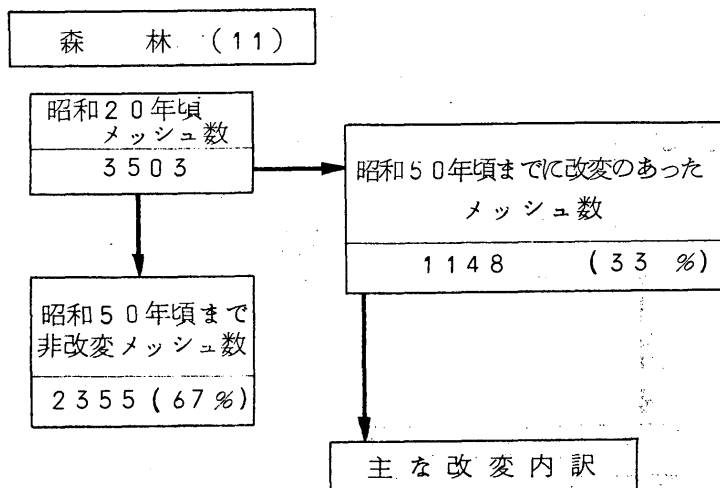 森林(11)
昭和20年頃
メッシュ数
3503
昭和50年頃までに改変のあった
メッシュ数
1148 (33 %)
昭和50年頃まで
非改変メッシュ数
2355(67%)
主な改変内訳